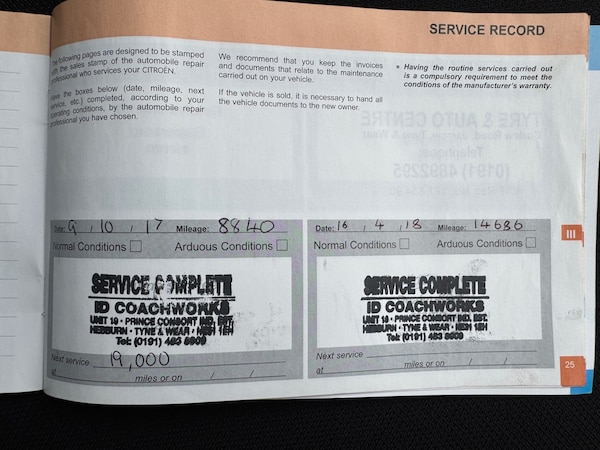 SERVICE RECORD
following pages are designed to be stamped
with the sales stamp of the automobile repair
professional who services your CITROËN.
the boxes below (date, mileage, next
service, etc.) completed, according to your
operating conditions, by the automobile repair
professional you have chosen.
We recommend that you keep the invoices
and documents that relate to the maintenance
carried out on your vehicle.
If the vehicle is sold, it is necessary to hand all
the vehicle documents to the new owner.
* Having the routine services carried out
is a compulsory requirement to meet the
conditions of the manufacturer's warranty.
Date: 9 / 10 / 17 Mileage: 8840
Normal Conditions Arduous Conditions
SERVICE COMPLETE
ID COACHWORKS
UNIT 19 · PRINCE CONSORT IND. EST.
HEBBURN · TYNE & WEAR · NE31 1EH
Tel: (0191) 483 8909
Next service 19,000
at miles or on / /
Date: 16 / 4 / 18 Mileage: 14686
Normal Conditions Arduous Conditions
SERVICE COMPLETE
ID COACHWORKS
UNIT 19 · PRINCE CONSORT IND. EST.
HEBBURN · TYNE & WEAR · NE31 1EH
Tel: (0191) 483 8909
Next service
at miles or on / /
III
25